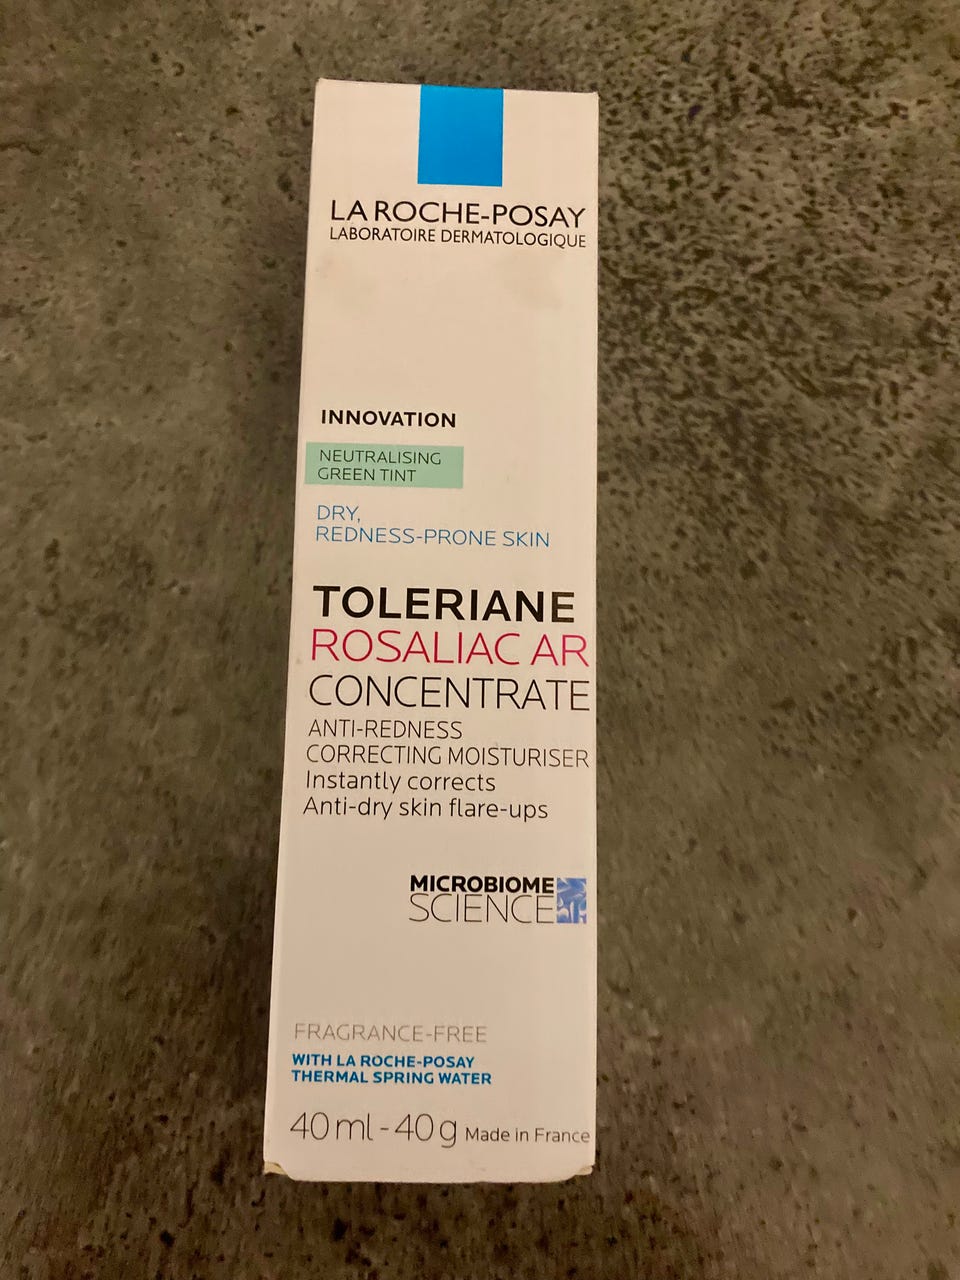 LA ROCHE-POSAY
LABORATOIRE DERMATOLOGIQUE
INNOVATION
NEUTRALISING
GREEN TINT
DRY,
REDNESS-PRONE SKIN
TOLERIANE
ROSALIAC AR
CONCENTRATE
ANTI-REDNESS
CORRECTING MOISTURISER
Instantly corrects
Anti-dry skin flare-ups
MICROBIOME
SCIENCE
FRAGRANCE-FREE
WITH LA ROCHE-POSAY
THERMAL SPRING WATER
40 ml - 40 g Made in France